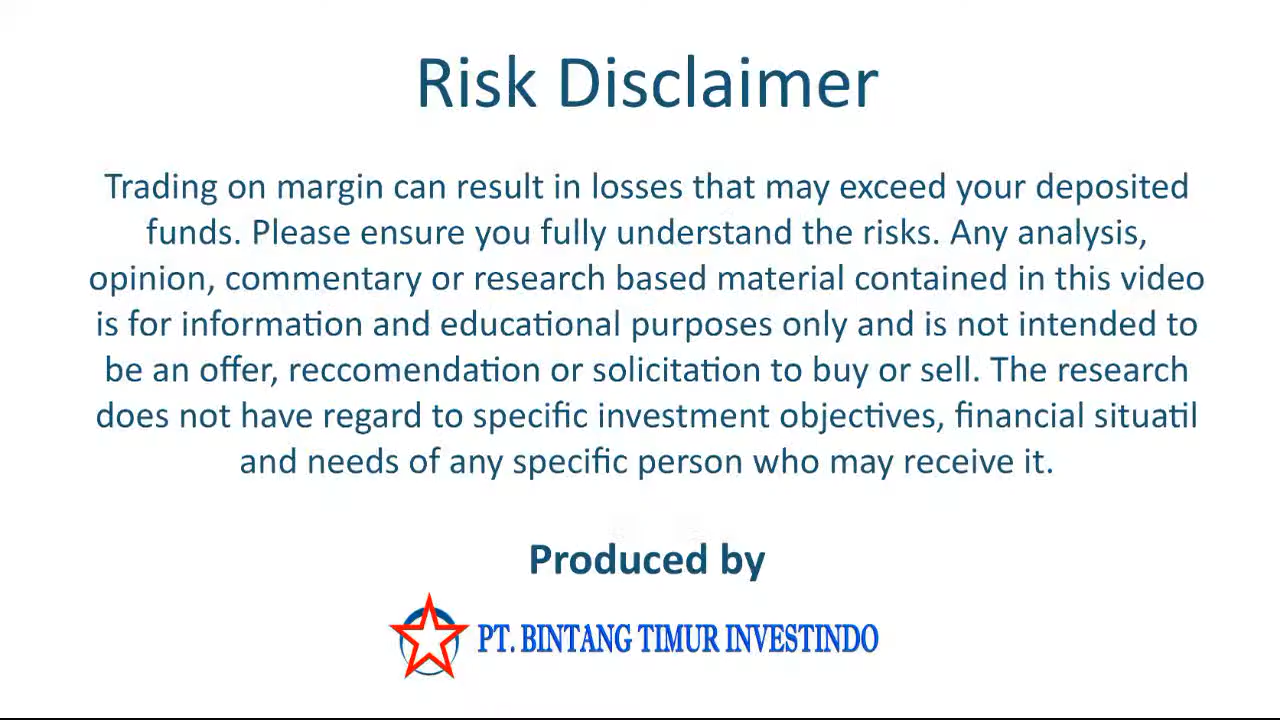 Risk Disclaimer
Trading on margin can result in losses that may exceed your deposited
funds. Please ensure you fully understand the risks. Any analysis,
opinion, commentary or research based material contained in this video
is for information and educational purposes only and is not intended to
be an offer, reccomendation or solicitation to buy or sell. The research
does not have regard to specific investment objectives, financial situatil
and needs of any specific person who may receive it.
Produced by
PT. BINTANG TIMUR INVESTINDO